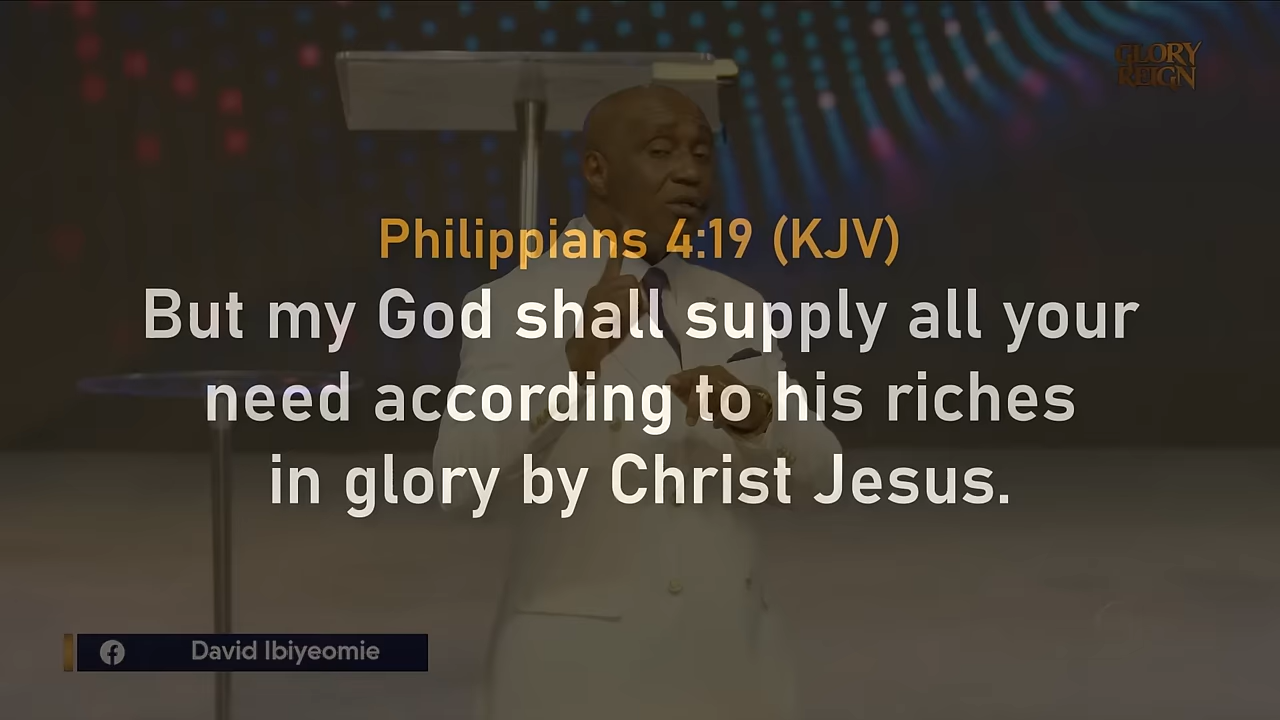 GLORY
REIGN
Philippians 4:19 (KJV)
But my God shall supply all your
need according to his riches
in glory by Christ Jesus.
David Ibiyeomie